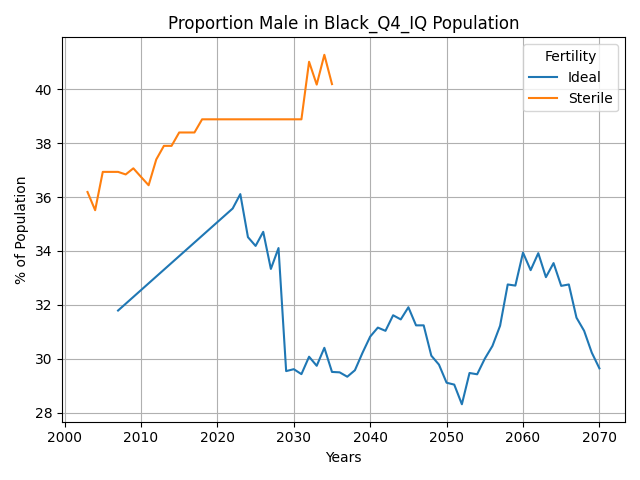 Proportion Male in Black_Q4_IQ Population
Fertility
Ideal
Sterile
% of Population
40
38
36
34
32
30
28
2000 2010 2020 2030 2040 2050 2060 2070
Years